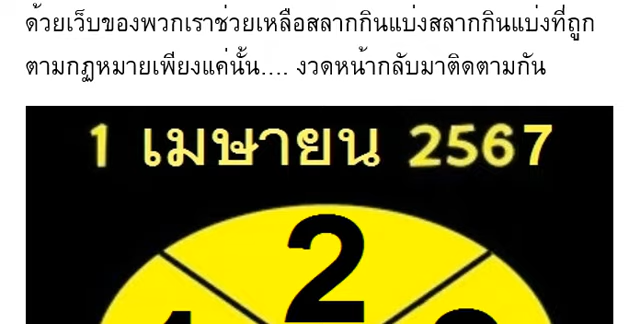 ด้วยเว็บของพวกเราช่วยเหลือสลากกินแบ่งสลากกินแบ่งที่ถูก
ตามกฏหมายเพียงแค่นั้น.... งวดหน้ากลับมาติดตามกัน
1 เมษายน 2567
2